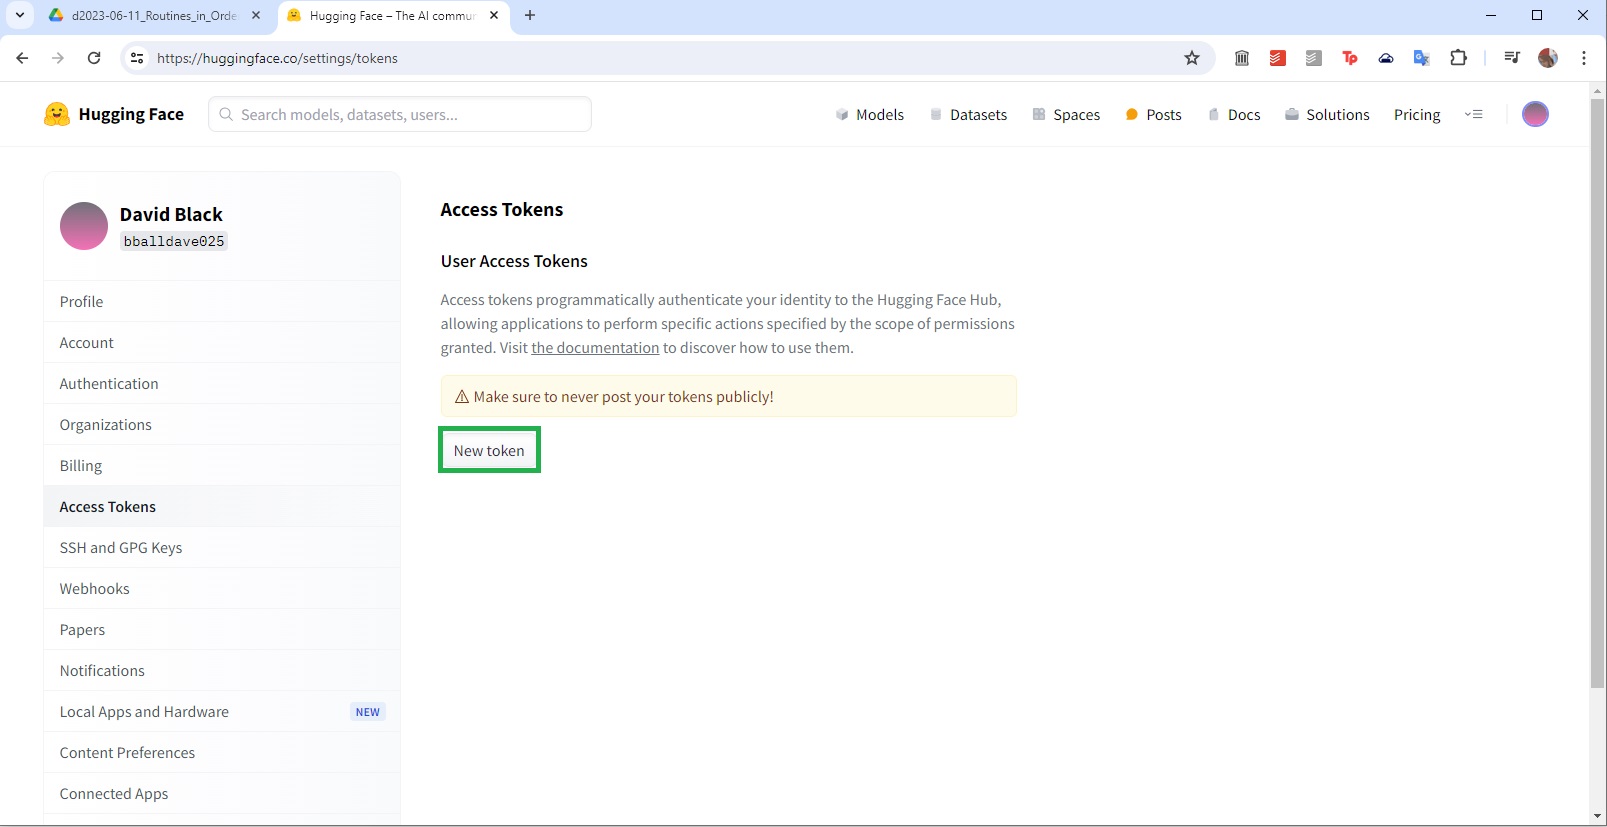 d2023-06-11_Routines_in_Orde
Hugging Face – The AI commun
https://huggingface.co/settings/tokens
Hugging Face
Search models, datasets, users...
Models
Datasets
Spaces
Posts
Docs
Solutions
Pricing
David Black
bballdave025
Profile
Account
Authentication
Organizations
Billing
Access Tokens
SSH and GPG Keys
Webhooks
Papers
Notifications
Local Apps and Hardware NEW
Content Preferences
Connected Apps
Access Tokens
User Access Tokens
Access tokens programmatically authenticate your identity to the Hugging Face Hub,
allowing applications to perform specific actions specified by the scope of permissions
granted. Visit the documentation to discover how to use them.
⚠ Make sure to never post your tokens publicly!
New token